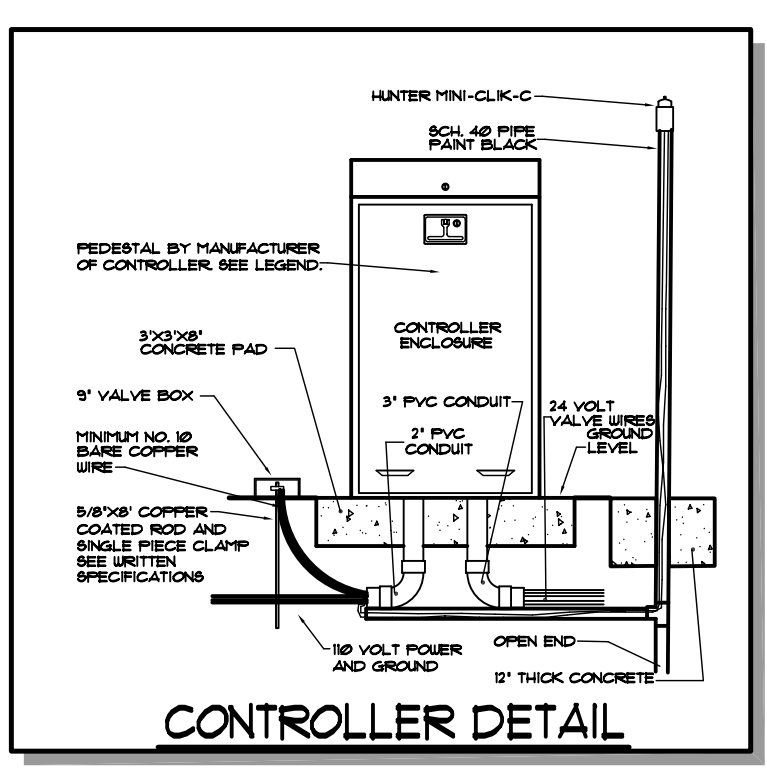 HUNTER MINI-CLIK-C
SCH. 40 PIPE
PAINT BLACK
PEDESTAL BY MANUFACTURER
OF CONTROLLER. SEE LEGEND.
CONTROLLER
ENCLOSURE
3'X3'X8"
CONCRETE PAD
9" VALVE BOX
3" PVC CONDUIT
24 VOLT
VALVE WIRES
GROUND
LEVEL
2" PVC
CONDUIT
MINIMUM NO. 10
BARE COPPER
WIRE
5/8"X8' COPPER
COATED ROD AND
SINGLE PIECE CLAMP
SEE WRITTEN
SPECIFICATIONS
110 VOLT POWER
AND GROUND
OPEN END
12" THICK CONCRETE
CONTROLLER DETAIL